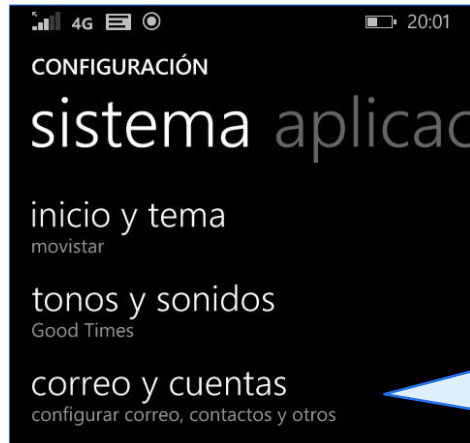 4G 20:01
CONFIGURACIÓN
sistema aplicac
inicio y tema
movistar
tonos y sonidos
Good Times
correo y cuentas
configurar correo, contactos y otros